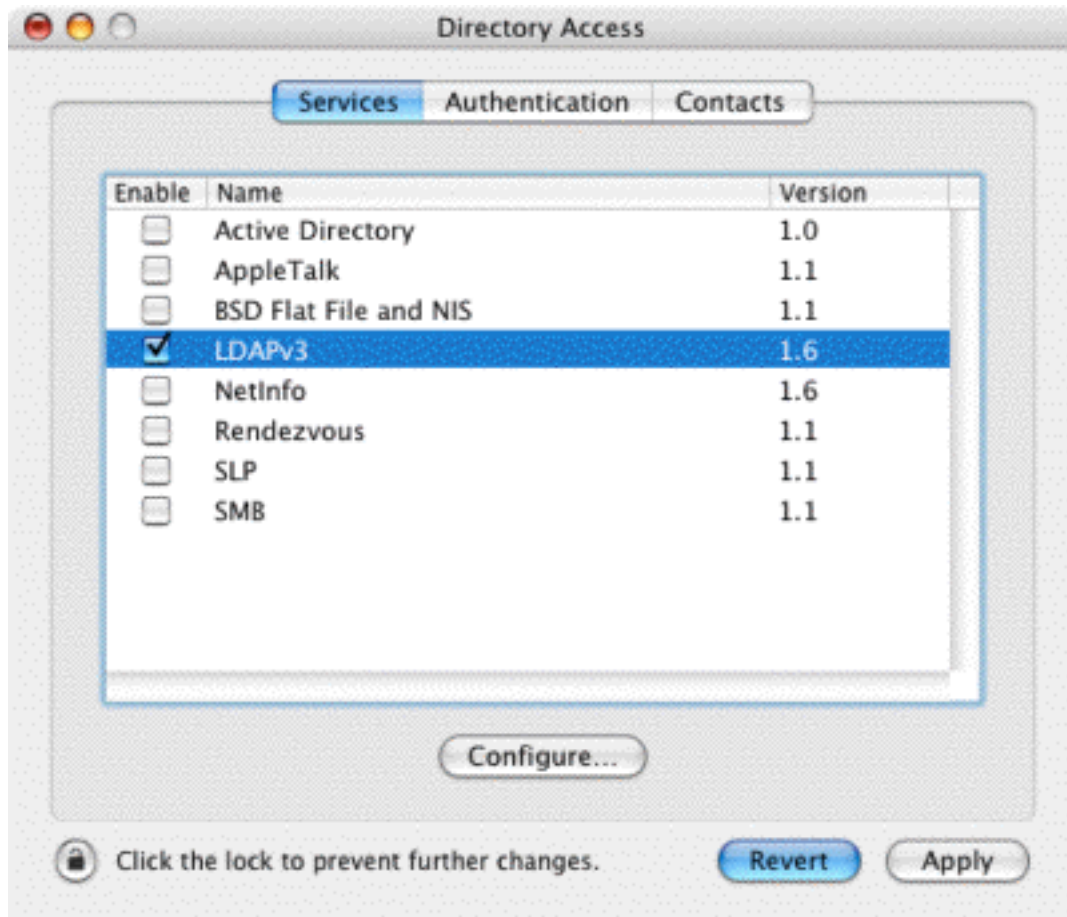 Directory Access
Services Authentication Contacts
Enable Name Version
Active Directory 1.0
AppleTalk 1.1
BSD Flat File and NIS 1.1
LDAPv3 1.6
NetInfo 1.6
Rendezvous 1.1
SLP 1.1
SMB 1.1
Configure...
Click the lock to prevent further changes. Revert Apply